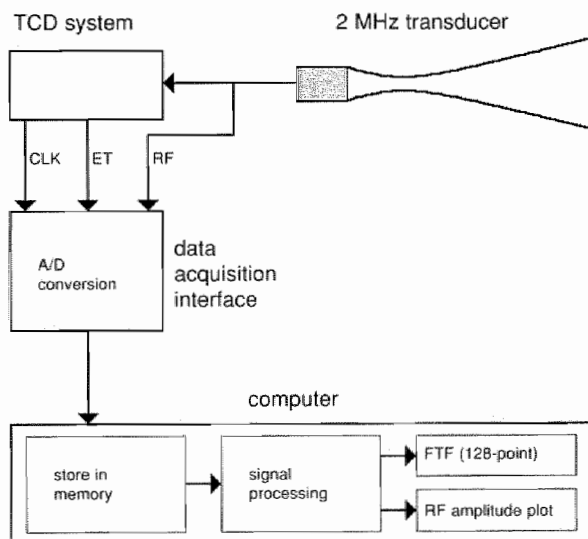 TCD system
2 MHz transducer
CLK
ET
RF
A/D
conversion
data
acquisition
interface
computer
store in
memory
signal
processing
FTF (128-point)
RF amplitude plot